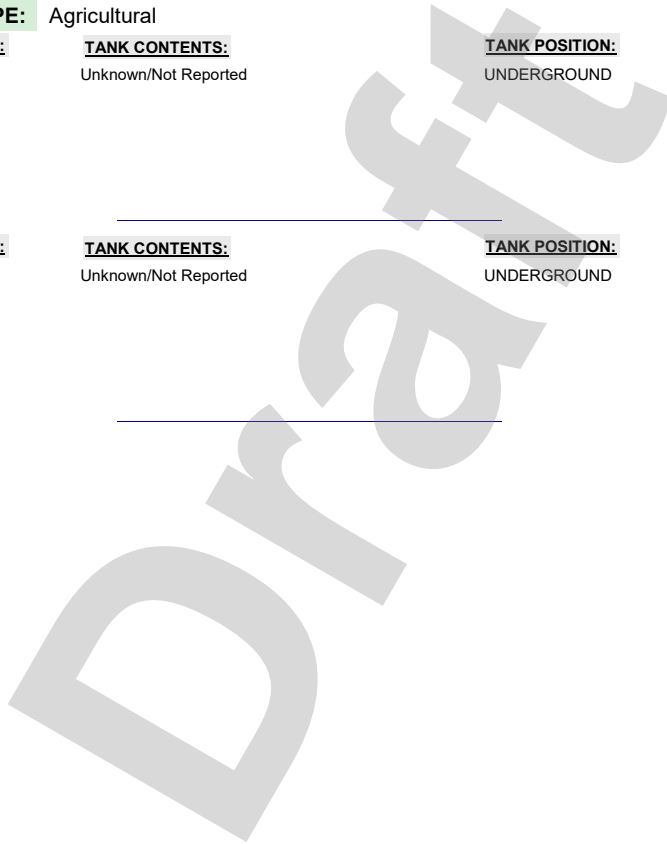 PE: Agricultural
: TANK CONTENTS: TANK POSITION:
Unknown/Not Reported UNDERGROUND
: TANK CONTENTS: TANK POSITION:
Unknown/Not Reported UNDERGROUND
Draft